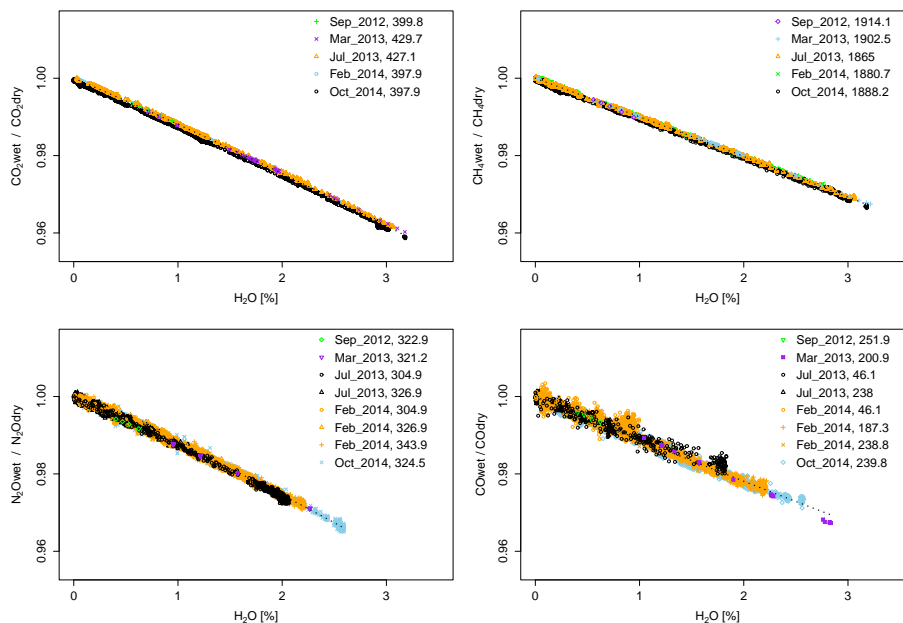 Sep_2012, 399.8
Mar_2013, 429.7
Jul_2013, 427.1
Feb_2014, 397.9
Oct_2014, 397.9
1.00
0.98
0.96
CO₂wet / CO₂dry
0 1 2 3
H₂O [%]
Sep_2012, 1914.1
Mar_2013, 1902.5
Jul_2013, 1865
Feb_2014, 1880.7
Oct_2014, 1888.2
1.00
0.98
0.96
CH₄wet / CH₄dry
0 1 2 3
H₂O [%]
Sep_2012, 322.9
Mar_2013, 321.2
Jul_2013, 304.9
Jul_2013, 326.9
Feb_2014, 304.9
Feb_2014, 326.9
Feb_2014, 343.9
Oct_2014, 324.5
1.00
0.98
0.96
N₂Owet / N₂Odry
0 1 2 3
H₂O [%]
Sep_2012, 251.9
Mar_2013, 200.9
Jul_2013, 46.1
Jul_2013, 238
Feb_2014, 46.1
Feb_2014, 187.3
Feb_2014, 238.8
Oct_2014, 239.8
1.00
0.98
0.96
COwet / COdry
0 1 2 3
H₂O [%]